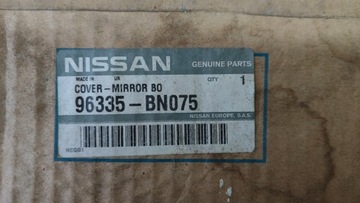 NISSAN
GENUINE PARTS
MADE IN UK
QTY 1
COVER-MIRROR BO
96335-BN075
NISSAN EUROPE, S.A.S.